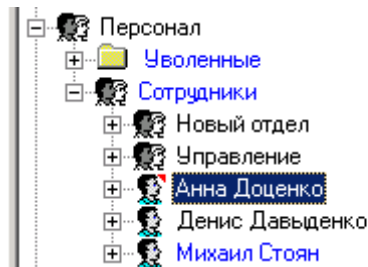 Персонал
Уволенные
Сотрудники
Новый отдел
Управление
Анна Доценко
Денис Давыденко
Михаил Стоян